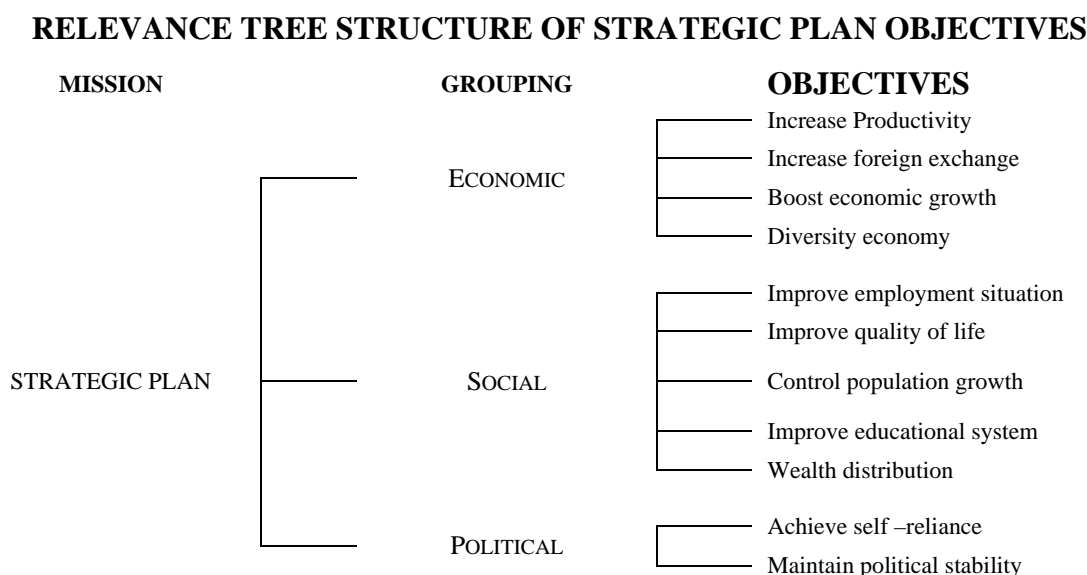 RELEVANCE TREE STRUCTURE OF STRATEGIC PLAN OBJECTIVES
MISSION GROUPING OBJECTIVES
Increase Productivity
Increase foreign exchange
ECONOMIC
Boost economic growth
Diversity economy
Improve employment situation
Improve quality of life
STRATEGIC PLAN SOCIAL Control population growth
Improve educational system
Wealth distribution
Achieve self –reliance
POLITICAL
Maintain political stability